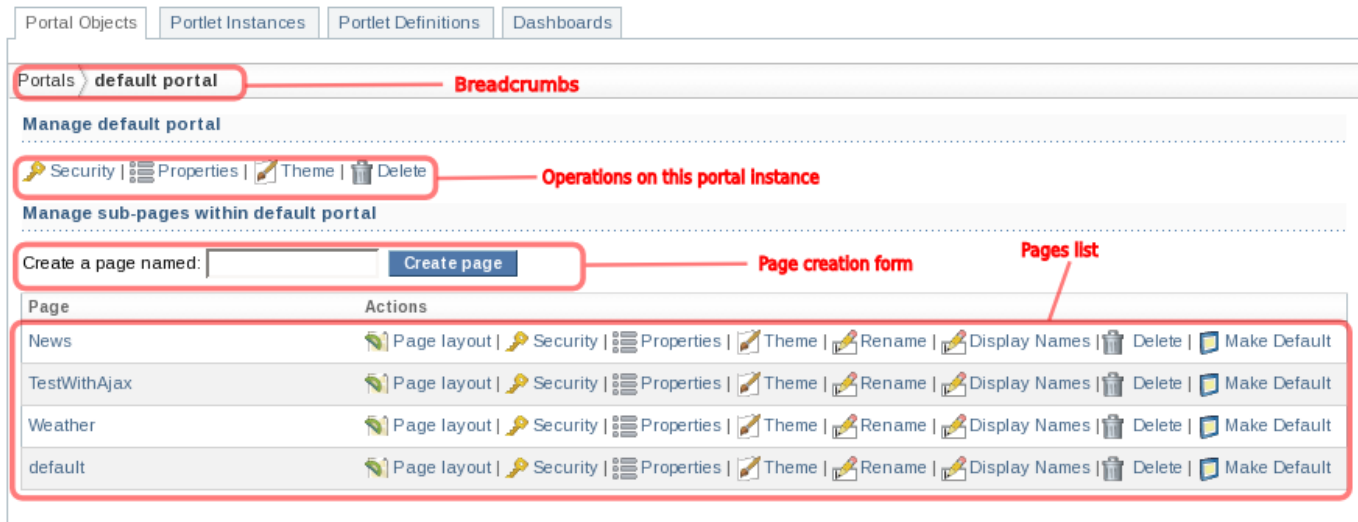 Portal Objects Portlet Instances Portlet Definitions Dashboards
Portals default portal Breadcrumbs
Manage default portal
Security | Properties | Theme | Delete Operations on this portal instance
Manage sub-pages within default portal
Pages list
Create a page named: Create page Page creation form
Page Actions
News Page layout | Security | Properties | Theme | Rename | Display Names | Delete | Make Default
TestWithAjax Page layout | Security | Properties | Theme | Rename | Display Names | Delete | Make Default
Weather Page layout | Security | Properties | Theme | Rename | Display Names | Delete | Make Default
default Page layout | Security | Properties | Theme | Rename | Display Names | Delete | Make Default